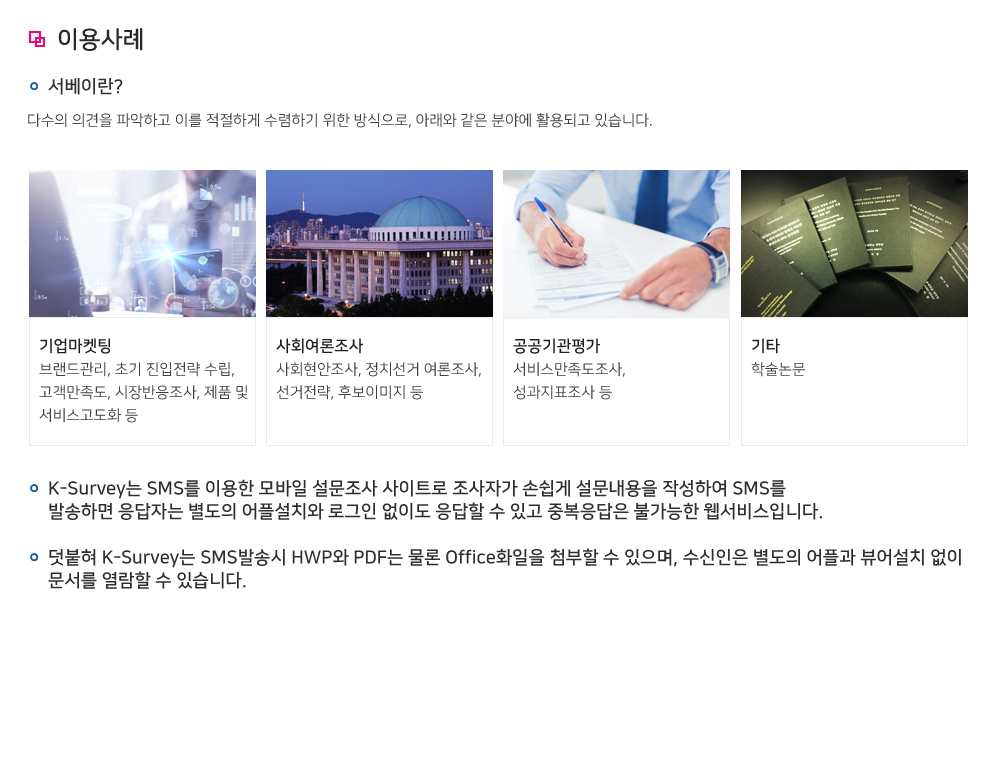 이용사례
서베이란?
다수의 의견을 파악하고 이를 적절하게 수렴하기 위한 방식으로, 아래와 같은 분야에 활용되고 있습니다.
기업마켓팅
브랜드관리, 초기 진입전략 수립,
고객만족도, 시장반응조사, 제품 및
서비스고도화 등
사회여론조사
사회현안조사, 정치선거 여론조사,
선거전략, 후보이미지 등
공공기관평가
서비스만족도조사,
성과지표조사 등
기타
학술논문
K-Survey는 SMS를 이용한 모바일 설문조사 사이트로 조사자가 손쉽게 설문내용을 작성하여 SMS를
발송하면 응답자는 별도의 어플설치와 로그인 없이도 응답할 수 있고 중복응답은 불가능한 웹서비스입니다.
덧붙혀 K-Survey는 SMS발송시 HWP와 PDF는 물론 Office화일을 첨부할 수 있으며, 수신인은 별도의 어플과 뷰어설치 없이
문서를 열람할 수 있습니다.